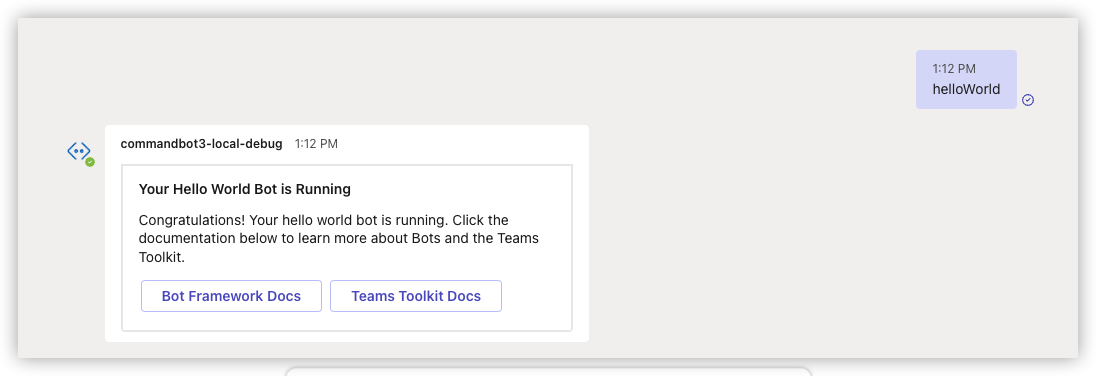 1:12 PM
helloWorld
commandbot3-local-debug 1:12 PM
Your Hello World Bot is Running
Congratulations! Your hello world bot is running. Click the
documentation below to learn more about Bots and the Teams
Toolkit.
Bot Framework Docs Teams Toolkit Docs